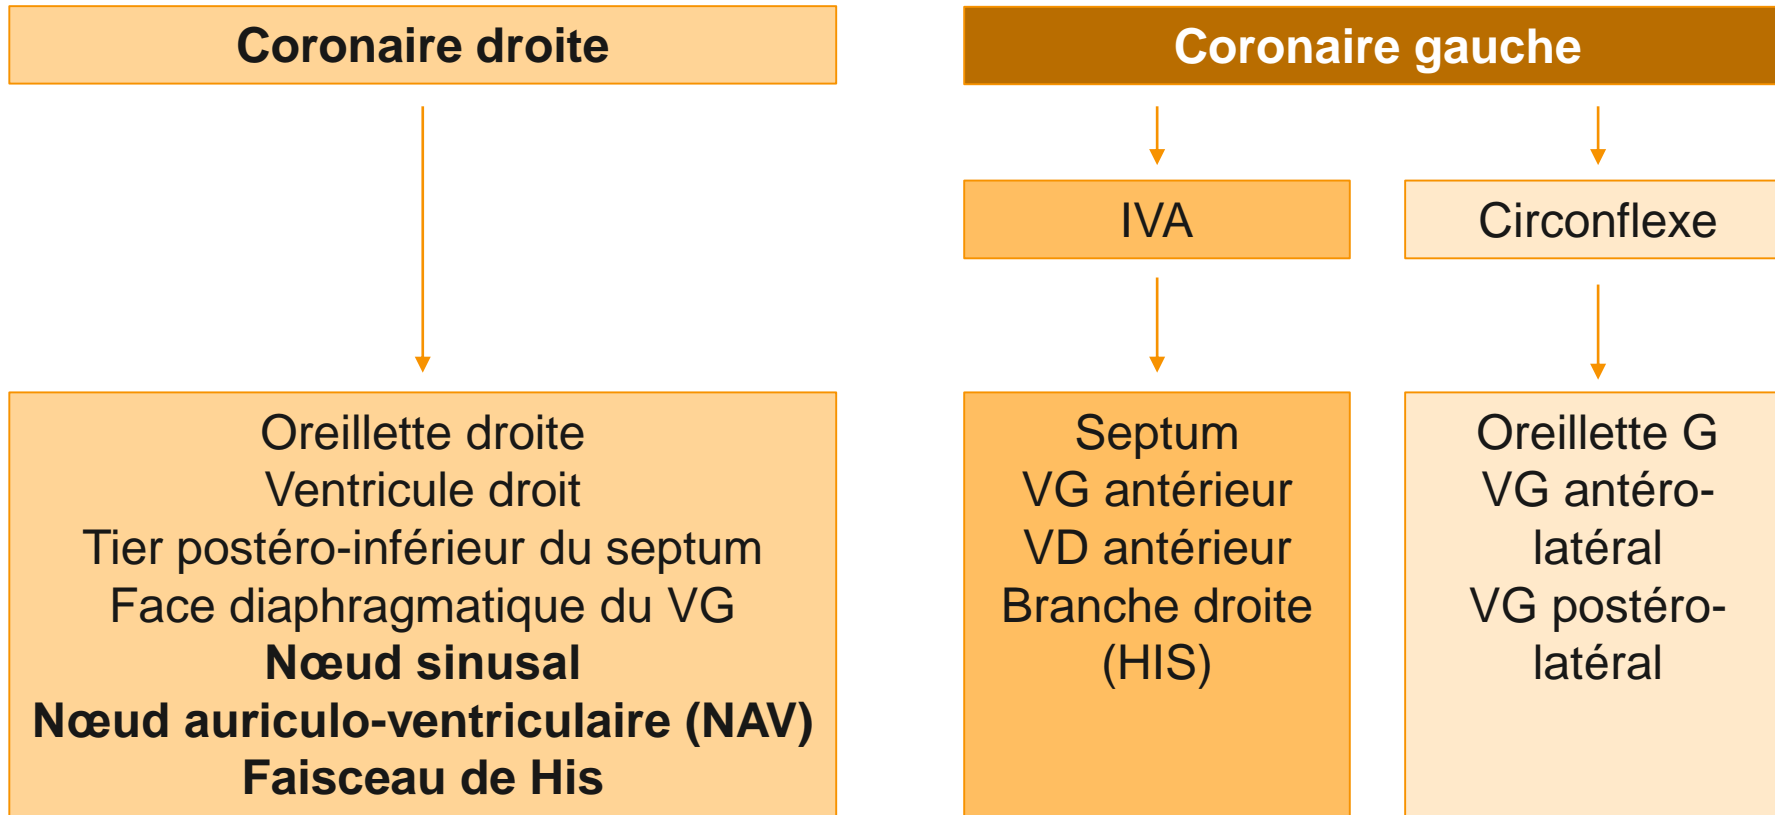 Coronaire droite
Coronaire gauche
IVA
Circonflexe
Oreillette droite
Ventricule droit
Tier postéro-inférieur du septum
Face diaphragmatique du VG
Nœud sinusal
Nœud auriculo-ventriculaire (NAV)
Faisceau de His
Septum
VG antérieur
VD antérieur
Branche droite
(HIS)
Oreillette G
VG antéro-
latéral
VG postéro-
latéral